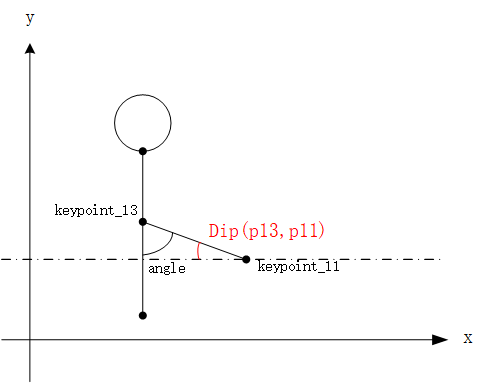 y
keypoint_13
Dip(p13,p11)
angle
keypoint_11
x